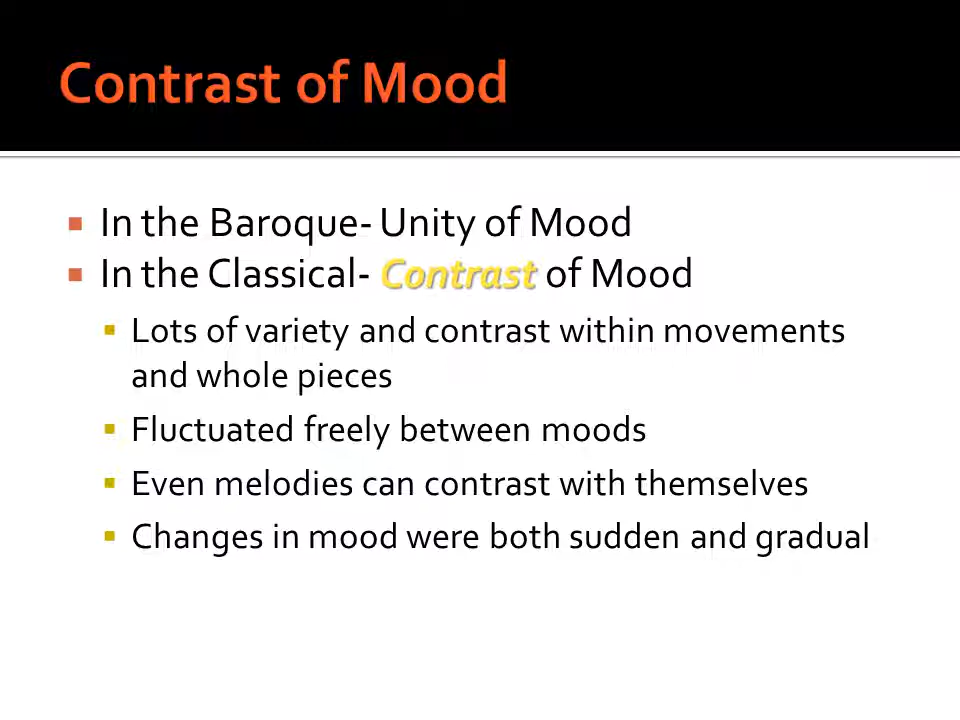 Contrast of Mood
In the Baroque- Unity of Mood
In the Classical- Contrast of Mood
Lots of variety and contrast within movements
and whole pieces
Fluctuated freely between moods
Even melodies can contrast with themselves
Changes in mood were both sudden and gradual